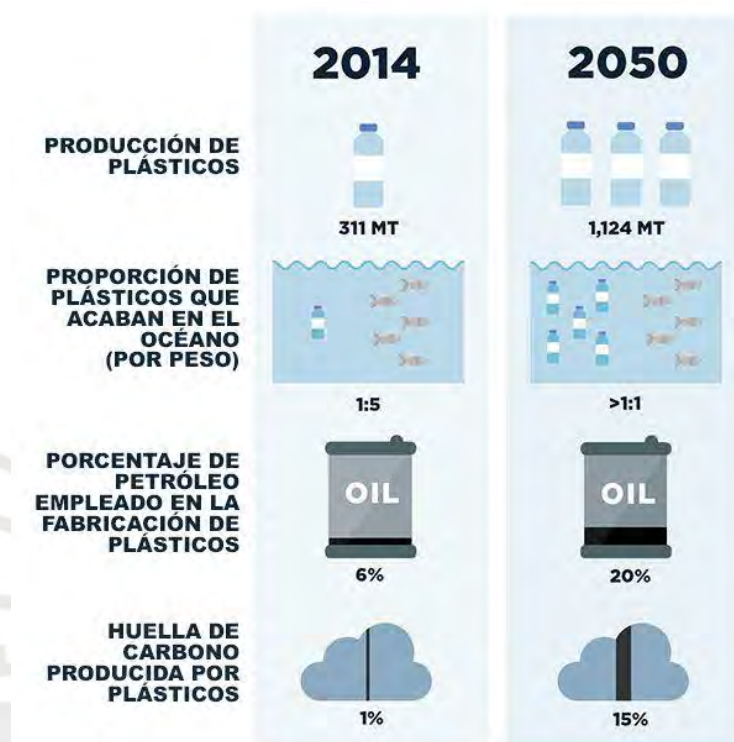 2014
2050
PRODUCCIÓN DE
PLÁSTICOS
311 MT
1,124 MT
PROPORCIÓN DE
PLÁSTICOS QUE
ACABAN EN EL
OCÉANO
(POR PESO)
1:5
>1:1
PORCENTAJE DE
PETRÓLEO
EMPLEADO EN LA
FABRICACIÓN DE
PLÁSTICOS
OIL
OIL
6%
20%
HUELLA DE
CARBONO
PRODUCIDA POR
PLÁSTICOS
1%
15%